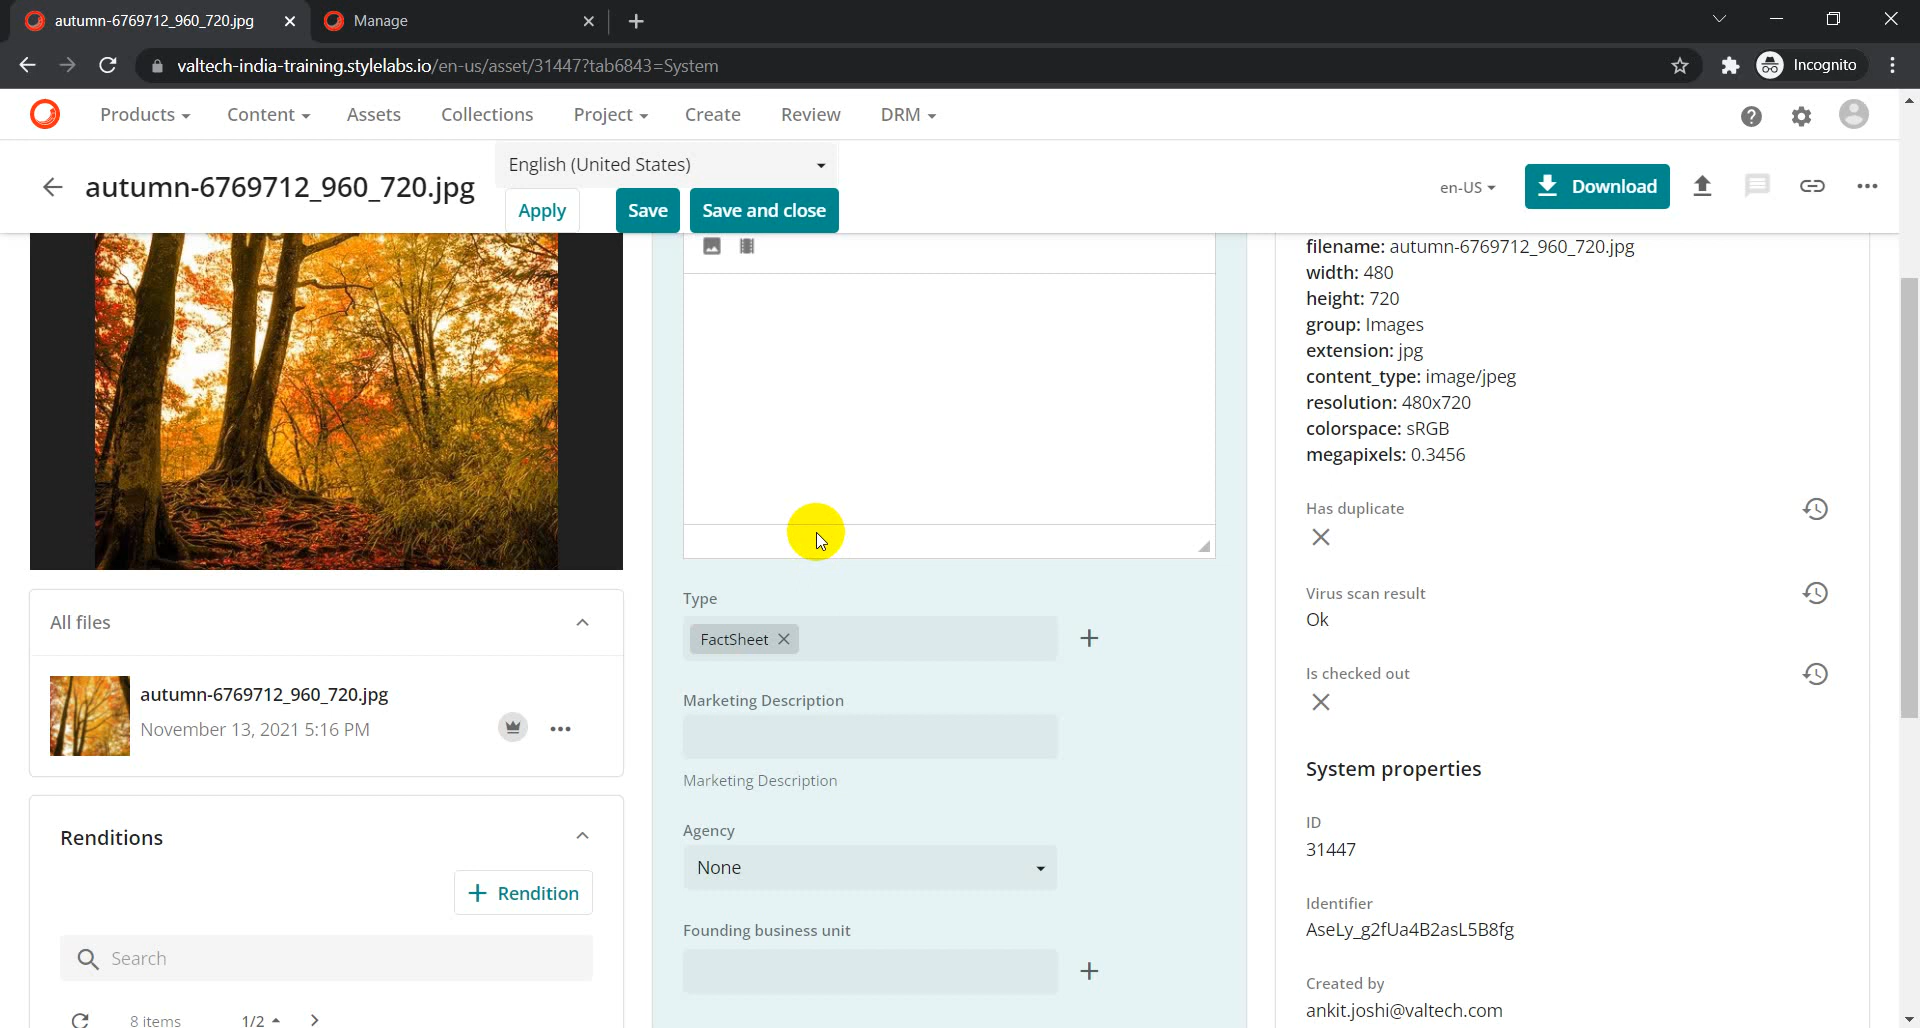 autumn-6769712_960_720.jpg
Manage
valtech-india-training.stylelabs.io/en-us/asset/31447?tab6843=System
Incognito
Products
Content
Assets
Collections
Project
Create
Review
DRM
autumn-6769712_960_720.jpg
English (United States)
Apply
Save
Save and close
en-US
Download
All files
autumn-6769712_960_720.jpg
November 13, 2021 5:16 PM
Renditions
+ Rendition
Search
8 items
1/2
Type
FactSheet
Marketing Description
Marketing Description
Agency
None
Founding business unit
filename: autumn-6769712_960_720.jpg
width: 480
height: 720
group: Images
extension: jpg
content_type: image/jpeg
resolution: 480x720
colorspace: sRGB
megapixels: 0.3456
Has duplicate
Virus scan result
Ok
Is checked out
System properties
ID
31447
Identifier
AseLy_g2fUa4B2asL5B8fg
Created by
ankit.joshi@valtech.com